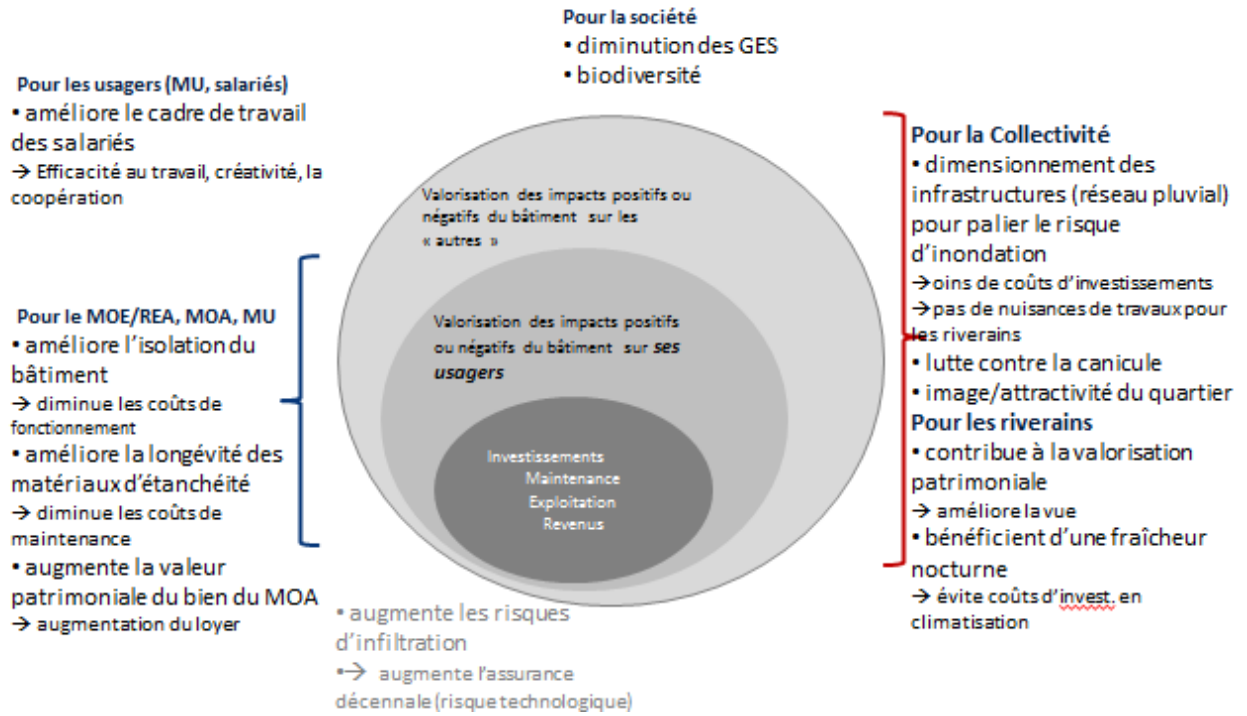 Pour la société
• diminution des GES
• biodiversité
Pour les usagers (MU, salariés)
• améliore le cadre de travail
des salariés
→ Efficacité au travail, créativité, la
coopération
Pour le MOE/REA, MOA, MU
• améliore l'isolation du
bâtiment
→ diminue les coûts de
fonctionnement
• améliore la longévité des
matériaux d'étanchéité
→ diminue les coûts de
maintenance
• augmente la valeur
patrimoniale du bien du MOA
→ augmentation du loyer
Valorisation des impacts positifs ou
négatifs du bâtiment sur les
« autres »
Valorisation des impacts positifs
ou négatifs du bâtiment sur ses
usagers
Investissements
Maintenance
Exploitation
Revenus
• augmente les risques
d'infiltration
•→ augmente l'assurance
décennale (risque technologique)
Pour la Collectivité
• dimensionnement des
infrastructures (réseau pluvial)
pour palier le risque
d'inondation
→oins de coûts d'investissements
→pas de nuisances de travaux pour
les riverains
• lutte contre la canicule
• image/attractivité du quartier
Pour les riverains
• contribue à la valorisation
patrimoniale
→ améliore la vue
• bénéficient d'une fraîcheur
nocturne
→ évite coûts d'invest. en
climatisation